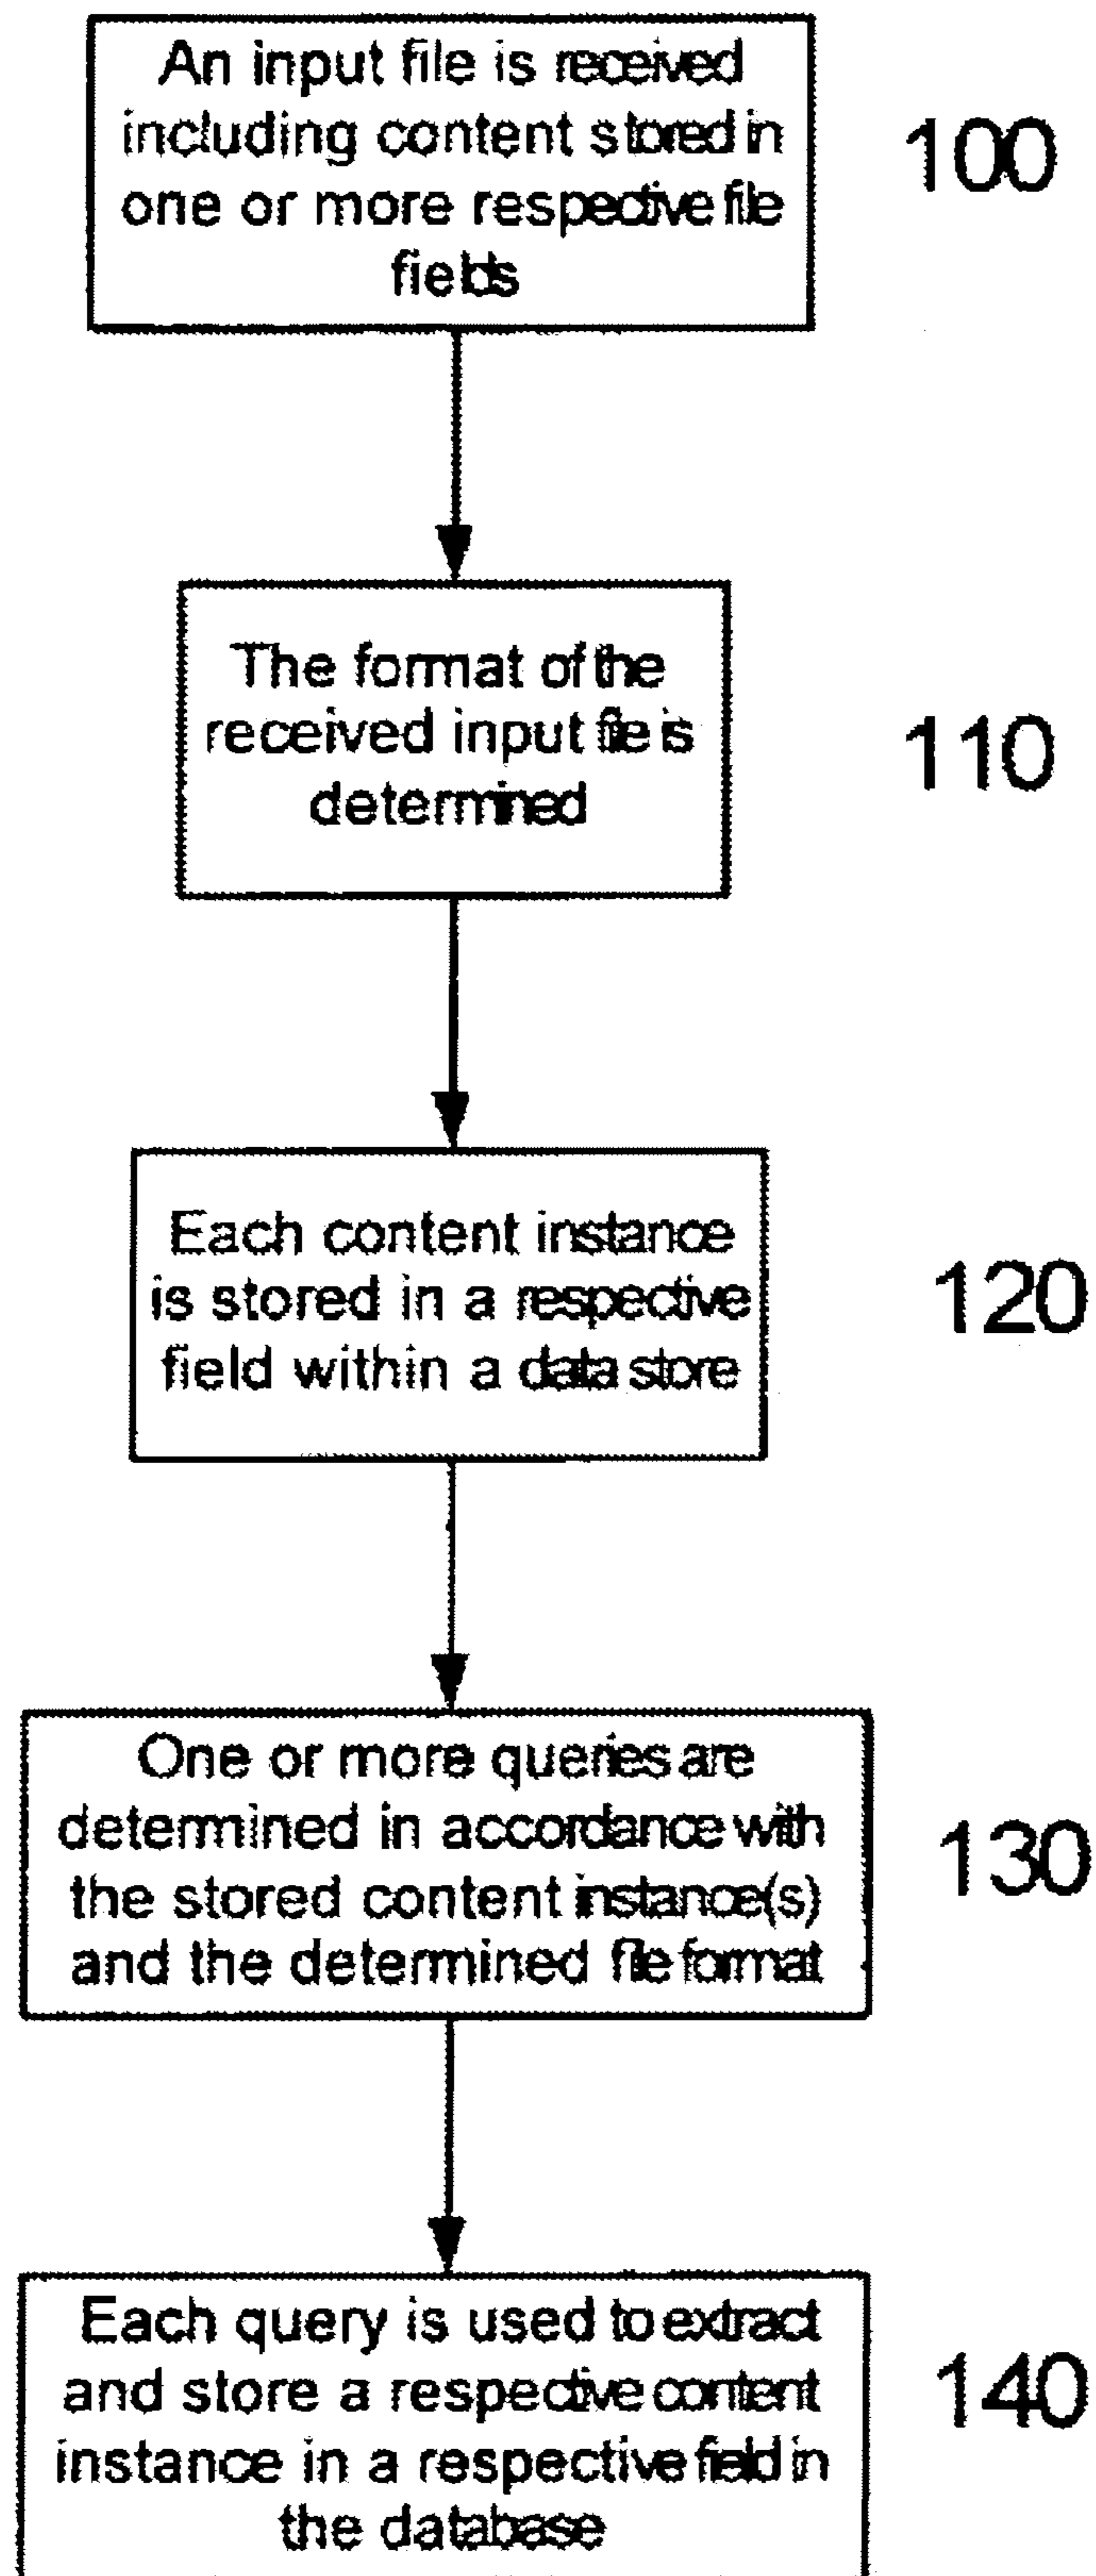 An input file is received
including content stored in
one or more respective file
fields
100
The format of the
received input file is
determined
110
Each content instance
is stored in a respective
field within a data store
120
One or more queries are
determined in accordance with
the stored content instance(s)
and the determined file format
130
Each query is used to extract
and store a respective content
instance in a respective field in
the database
140